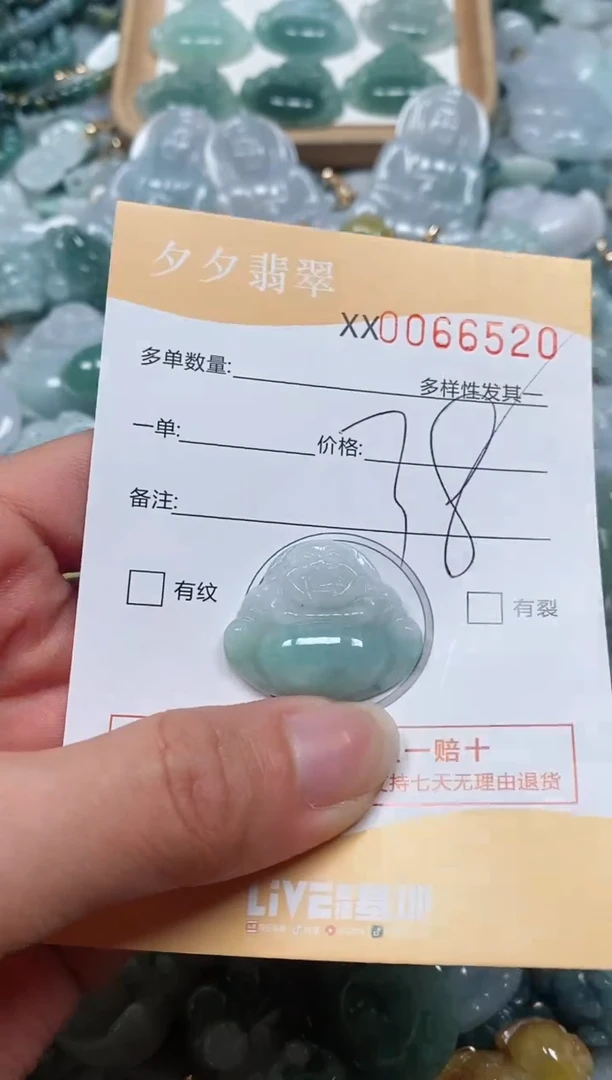 夕夕翡翠
XX0066520
多单数量:
多样性发其一
一单:
价格:
备注:
有纹
有裂
一赔十
持七天无理由退货
LIVE